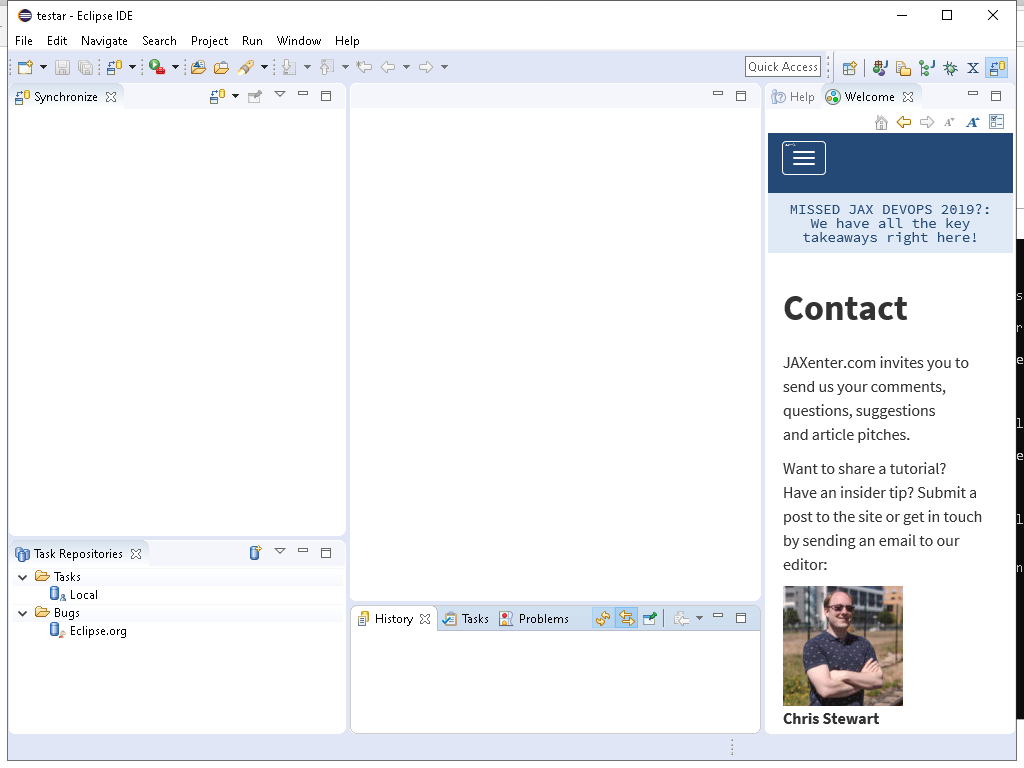 testar - Eclipse IDE
File Edit Navigate Search Project Run Window Help
Quick Access
Synchronize
Help Welcome
MISSED JAX DEVOPS 2019?:
We have all the key
takeaways right here!
Contact
JAXenter.com invites you to
send us your comments,
questions, suggestions
and article pitches.
Want to share a tutorial?
Have an insider tip? Submit a
post to the site or get in touch
by sending an email to our
editor:
Chris Stewart
Task Repositories
Tasks
Local
Bugs
Eclipse.org
History Tasks Problems